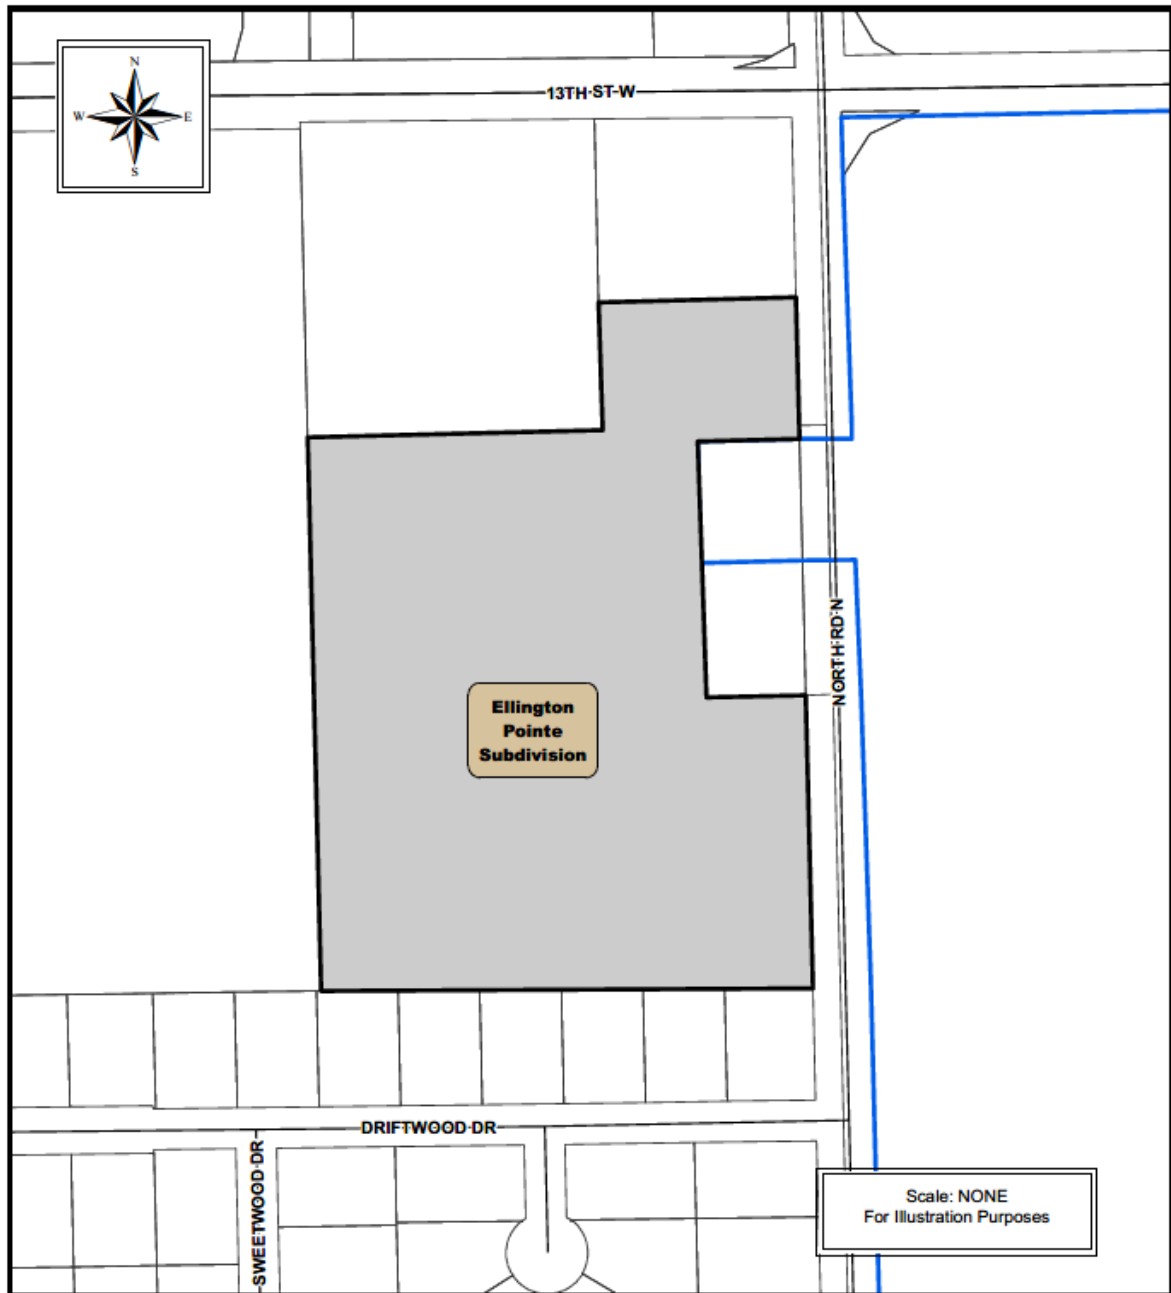 N
W
E
S
13TH ST W
NORTH RD N
Ellington
Pointe
Subdivision
DRIFTWOOD DR
SWEETWOOD DR
Scale: NONE
For Illustration Purposes